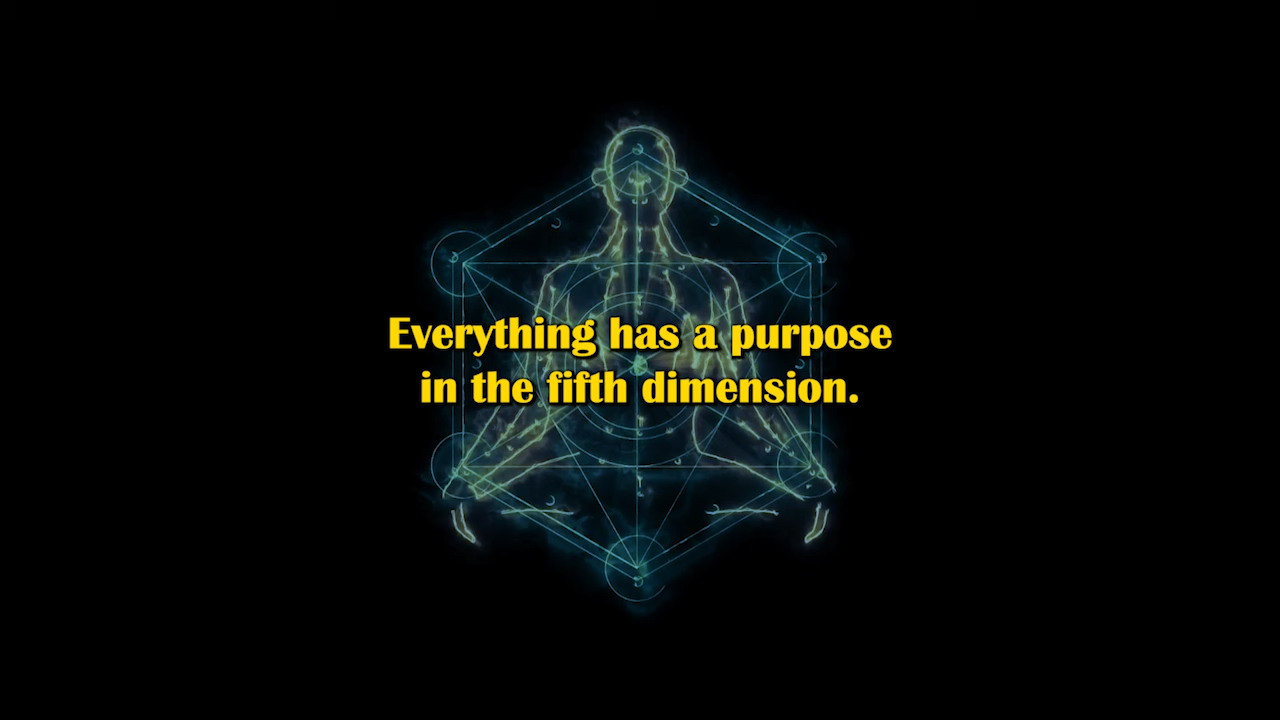 Everything has a purpose
in the fifth dimension.